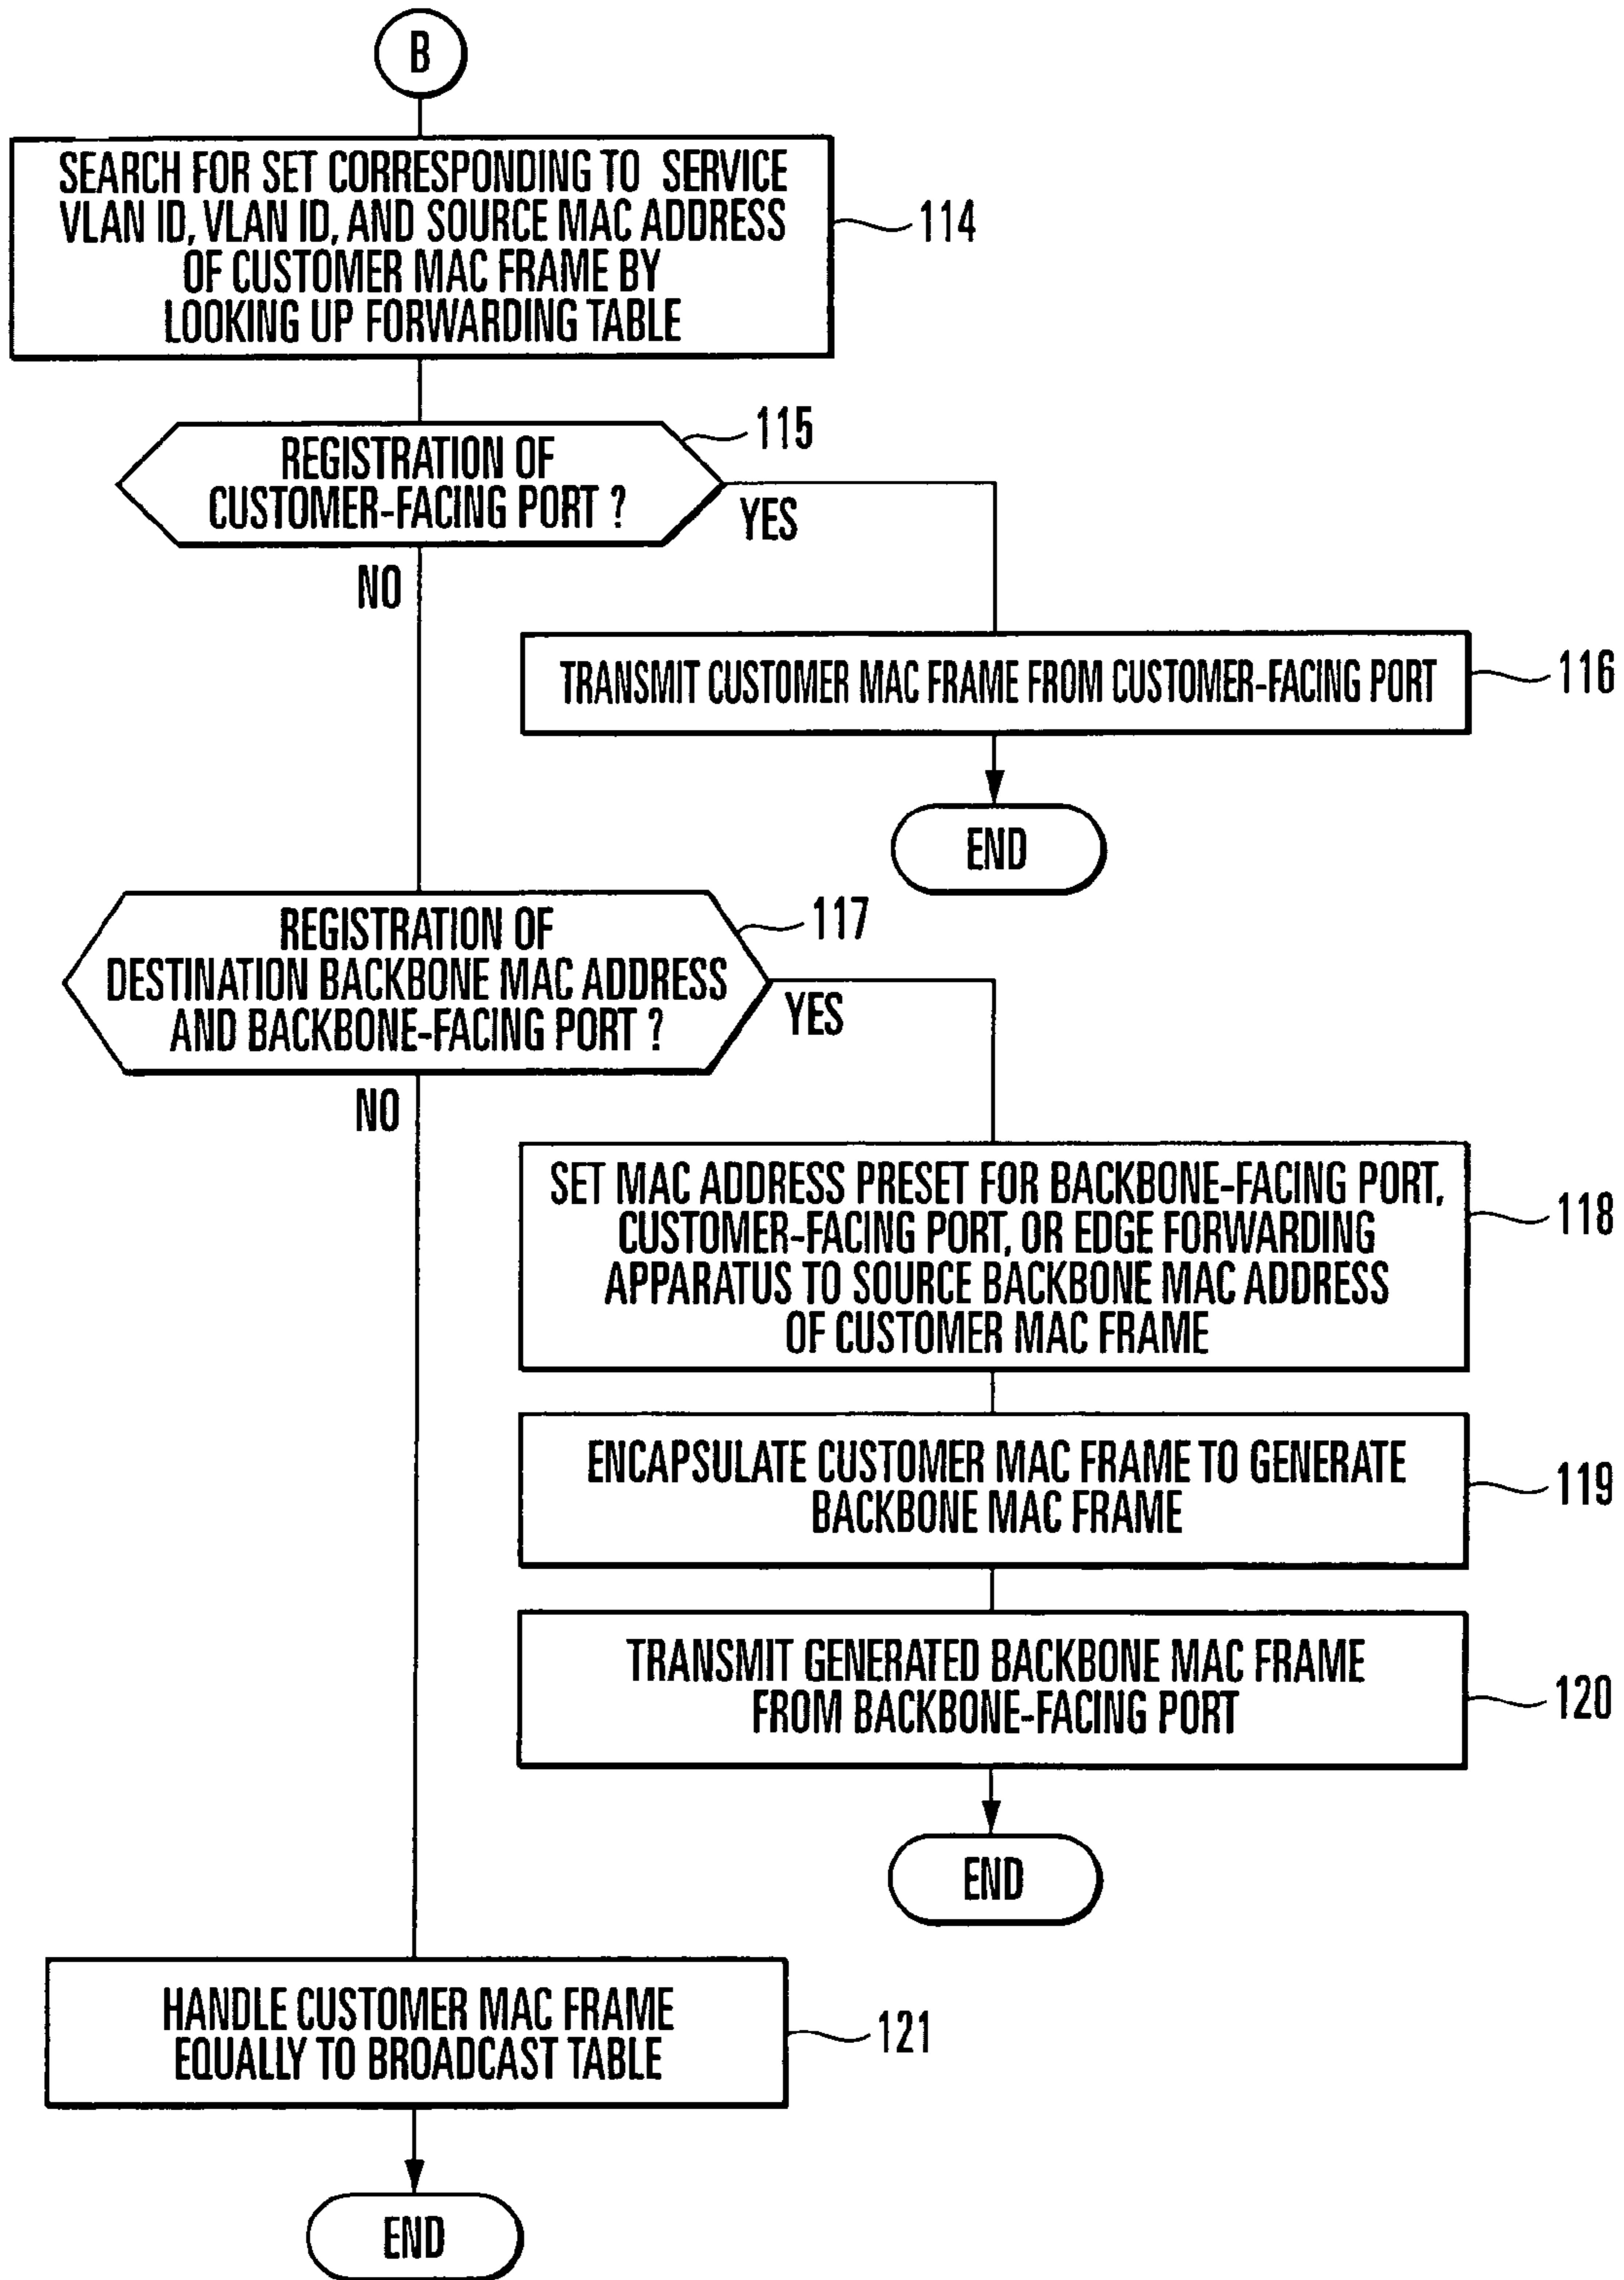 B
SEARCH FOR SET CORRESPONDING TO SERVICE
VLAN ID, VLAN ID, AND SOURCE MAC ADDRESS
OF CUSTOMER MAC FRAME BY
LOOKING UP FORWARDING TABLE
114
REGISTRATION OF
CUSTOMER-FACING PORT ?
115
YES
NO
TRANSMIT CUSTOMER MAC FRAME FROM CUSTOMER-FACING PORT
116
END
REGISTRATION OF
DESTINATION BACKBONE MAC ADDRESS
AND BACKBONE-FACING PORT ?
117
YES
NO
SET MAC ADDRESS PRESET FOR BACKBONE-FACING PORT,
CUSTOMER-FACING PORT, OR EDGE FORWARDING
APPARATUS TO SOURCE BACKBONE MAC ADDRESS
OF CUSTOMER MAC FRAME
118
ENCAPSULATE CUSTOMER MAC FRAME TO GENERATE
BACKBONE MAC FRAME
119
TRANSMIT GENERATED BACKBONE MAC FRAME
FROM BACKBONE-FACING PORT
120
END
HANDLE CUSTOMER MAC FRAME
EQUALLY TO BROADCAST TABLE
121
END